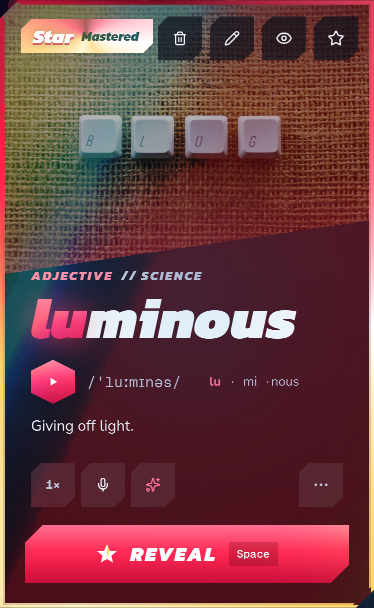 Star Mastered
B L O G
ADJECTIVE // SCIENCE
luminous
/ˈluːmɪnəs/ lu · mi · nous
Giving off light.
1×
REVEAL Space